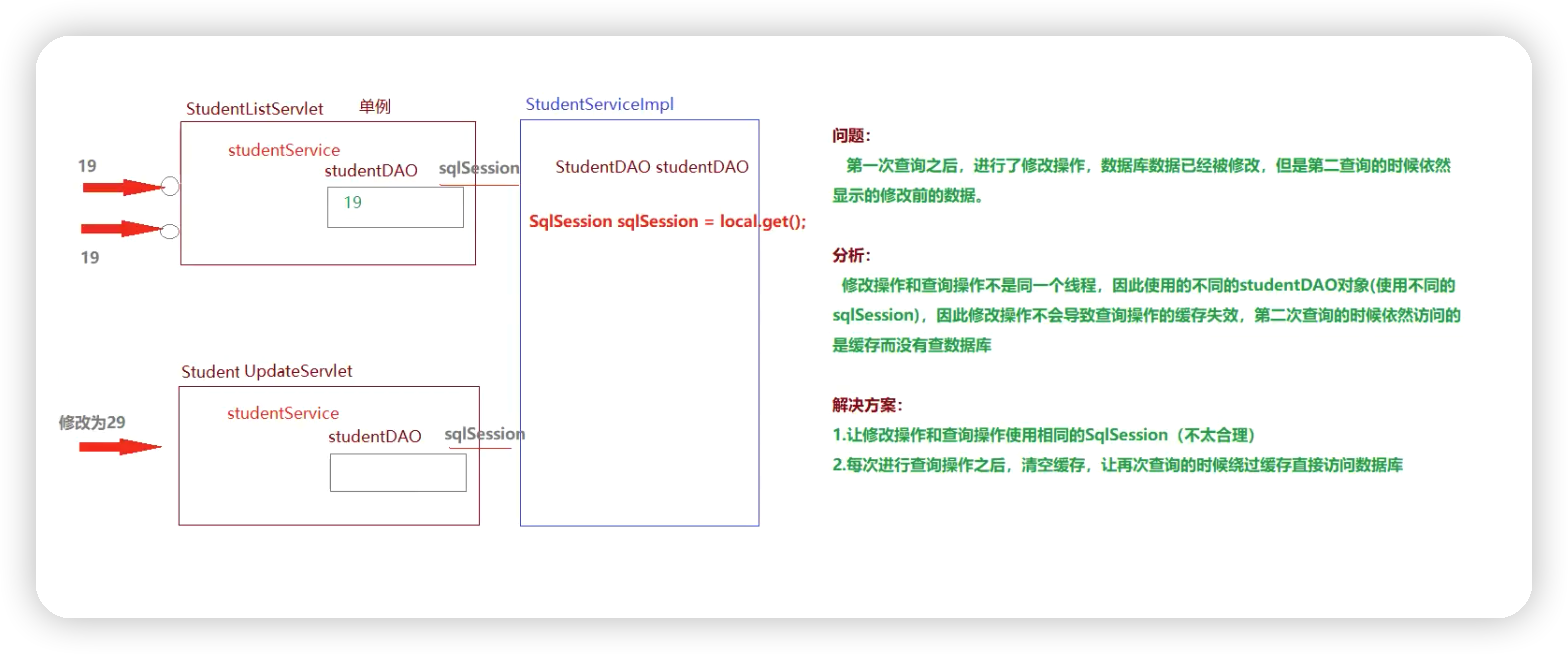 StudentListServlet 单例
studentService
studentDAO
sqlSession
19
19
19
Student UpdateServlet
studentService
studentDAO
sqlSession
修改为29
StudentServiceImpl
StudentDAO studentDAO
SqlSession sqlSession = local.get();
问题：
第一次查询之后，进行了修改操作，数据库数据已经被修改，但是第二查询的时候依然
显示的修改前的数据。
分析：
修改操作和查询操作不是同一个线程，因此使用的不同的studentDAO对象(使用不同的
sqlSession)，因此修改操作不会导致查询操作的缓存失效，第二次查询的时候依然访问的
是缓存而没有查数据库
解决方案：
1.让修改操作和查询操作使用相同的SqlSession（不太合理）
2.每次进行查询操作之后，清空缓存，让再次查询的时候绕过缓存直接访问数据库